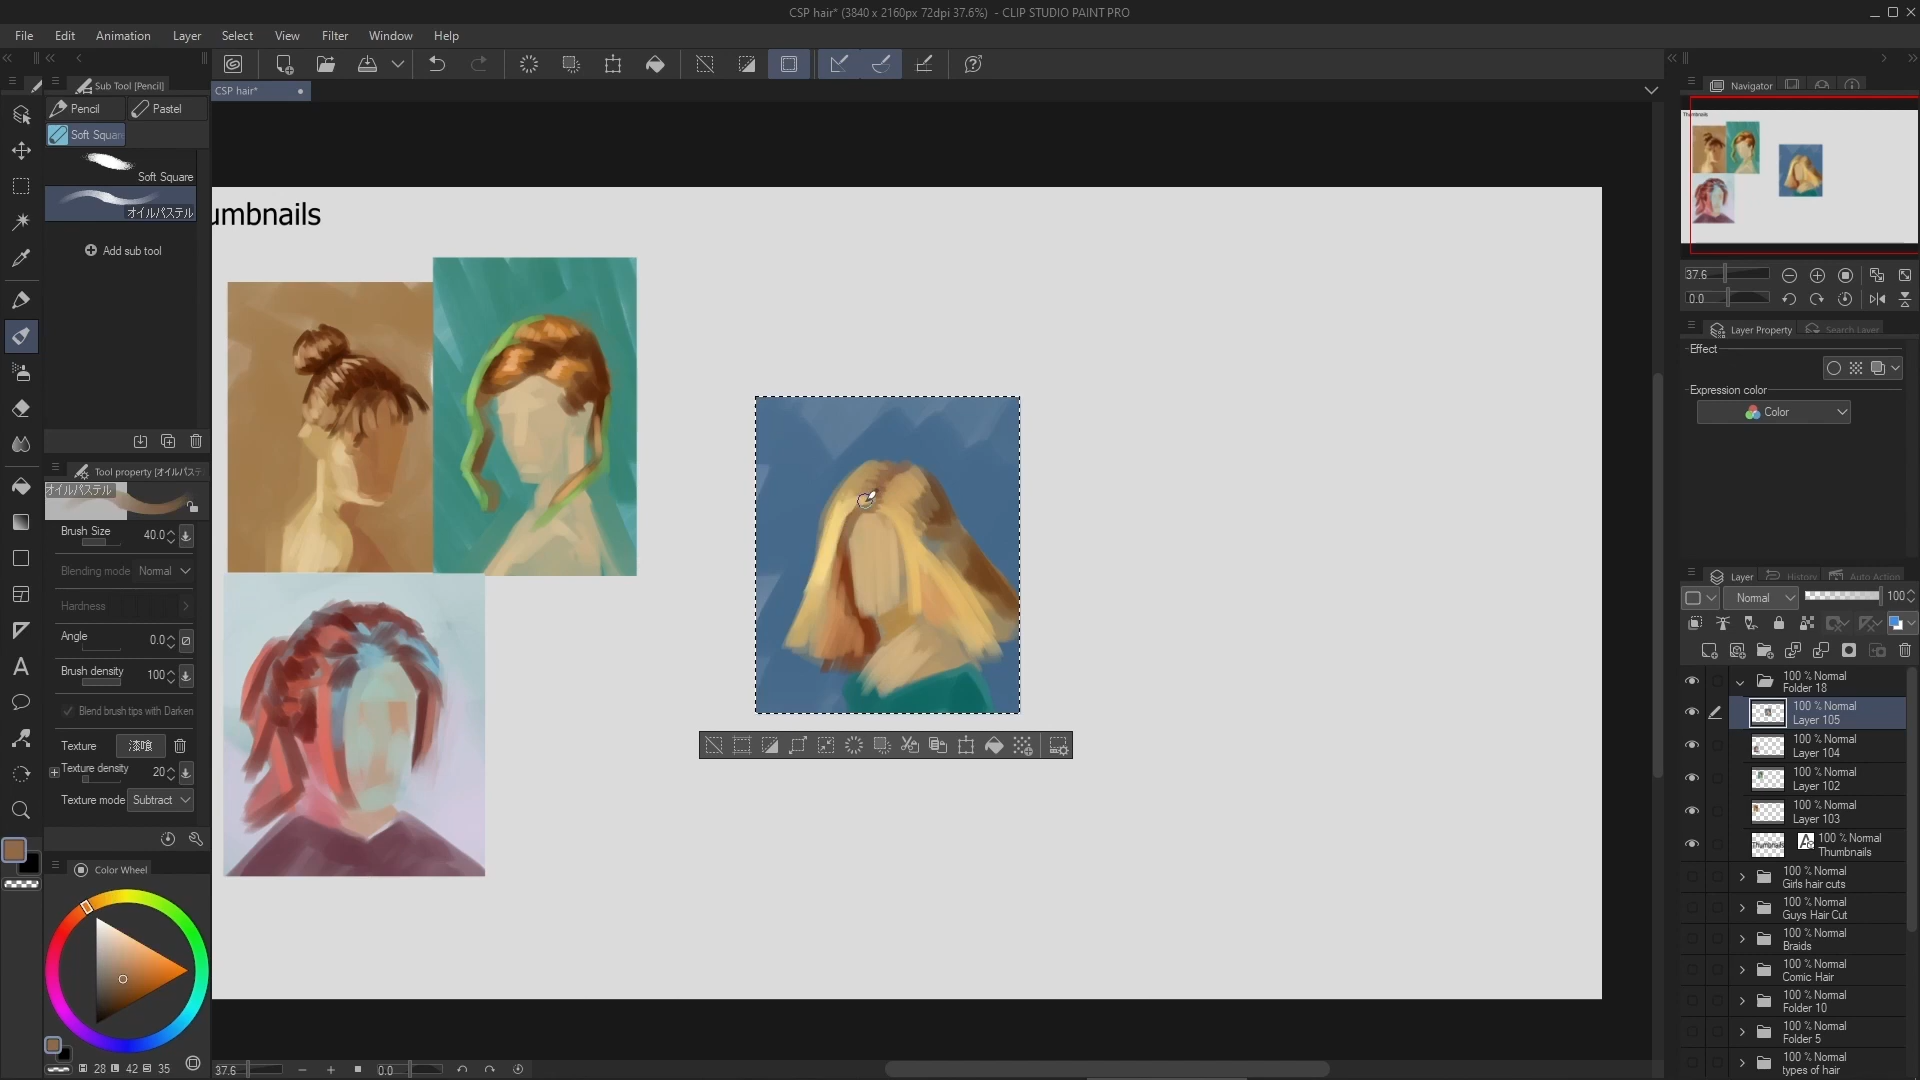 CSP hair* (3840 x 2160px 72dpi 37.6%) - CLIP STUDIO PAINT PRO
File Edit Animation Layer Select View Filter Window Help
Sub Tool [Pencil]
Pencil
Pastel
Soft Squar
Soft Square
オイルパステル
Add sub tool
Tool property [オイルパステ
オイルパステル
Brush Size 40.0
Blending mode Normal
Hardness
Angle 0.0
Brush density 100
Blend brush tips with Darken
Texture 漆喰
Texture density 20
Texture mode Subtract
Color Wheel
28 42 35
CSP hair*
umbnails
37.6
0.0
Navigator
Thumbnails
37.6
0.0
Layer Property
Search Layer
Effect
Expression color
Color
Layer
History
Auto Action
Normal
100
100 % Normal
Folder 18
100 % Normal
Layer 105
100 % Normal
Layer 104
100 % Normal
Layer 102
100 % Normal
Layer 103
100 % Normal
Thumbnails
100 % Normal
Girls hair cuts
100 % Normal
Guys Hair Cut
100 % Normal
Braids
100 % Normal
Comic Hair
100 % Normal
Folder 10
100 % Normal
Folder 5
100 % Normal
types of hair